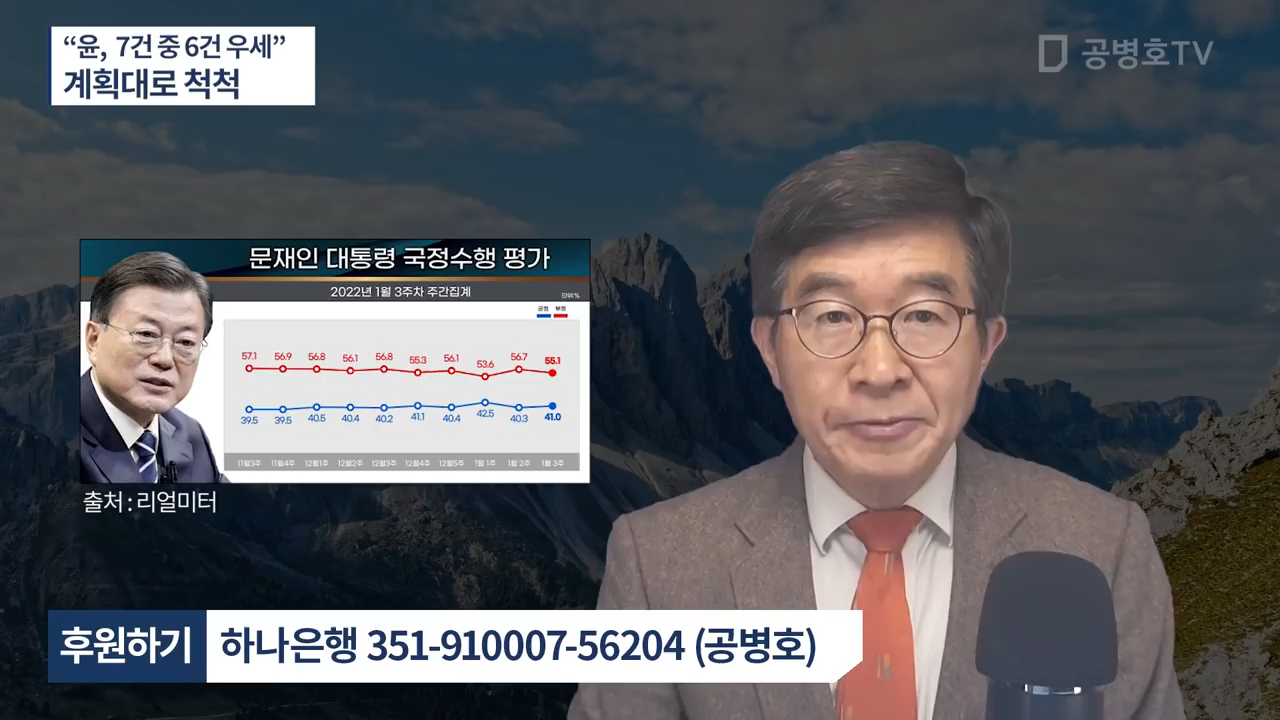 “윤, 7건 중 6건 우세”
계획대로 척척
공병호TV
문재인 대통령 국정수행 평가
2022년 1월 3주차 주간집계
단위:%
긍정 부정
57.1 56.9 56.8 56.1 56.8 55.3 56.1 53.6 56.7 55.1
39.5 39.5 40.5 40.4 40.2 41.1 40.4 42.5 40.3 41.0
11월3주 11월4주 12월1주 12월2주 12월3주 12월4주 12월5주 1월 1주 1월 2주 1월 3주
출처 : 리얼미터
후원하기 하나은행 351-910007-56204 (공병호)